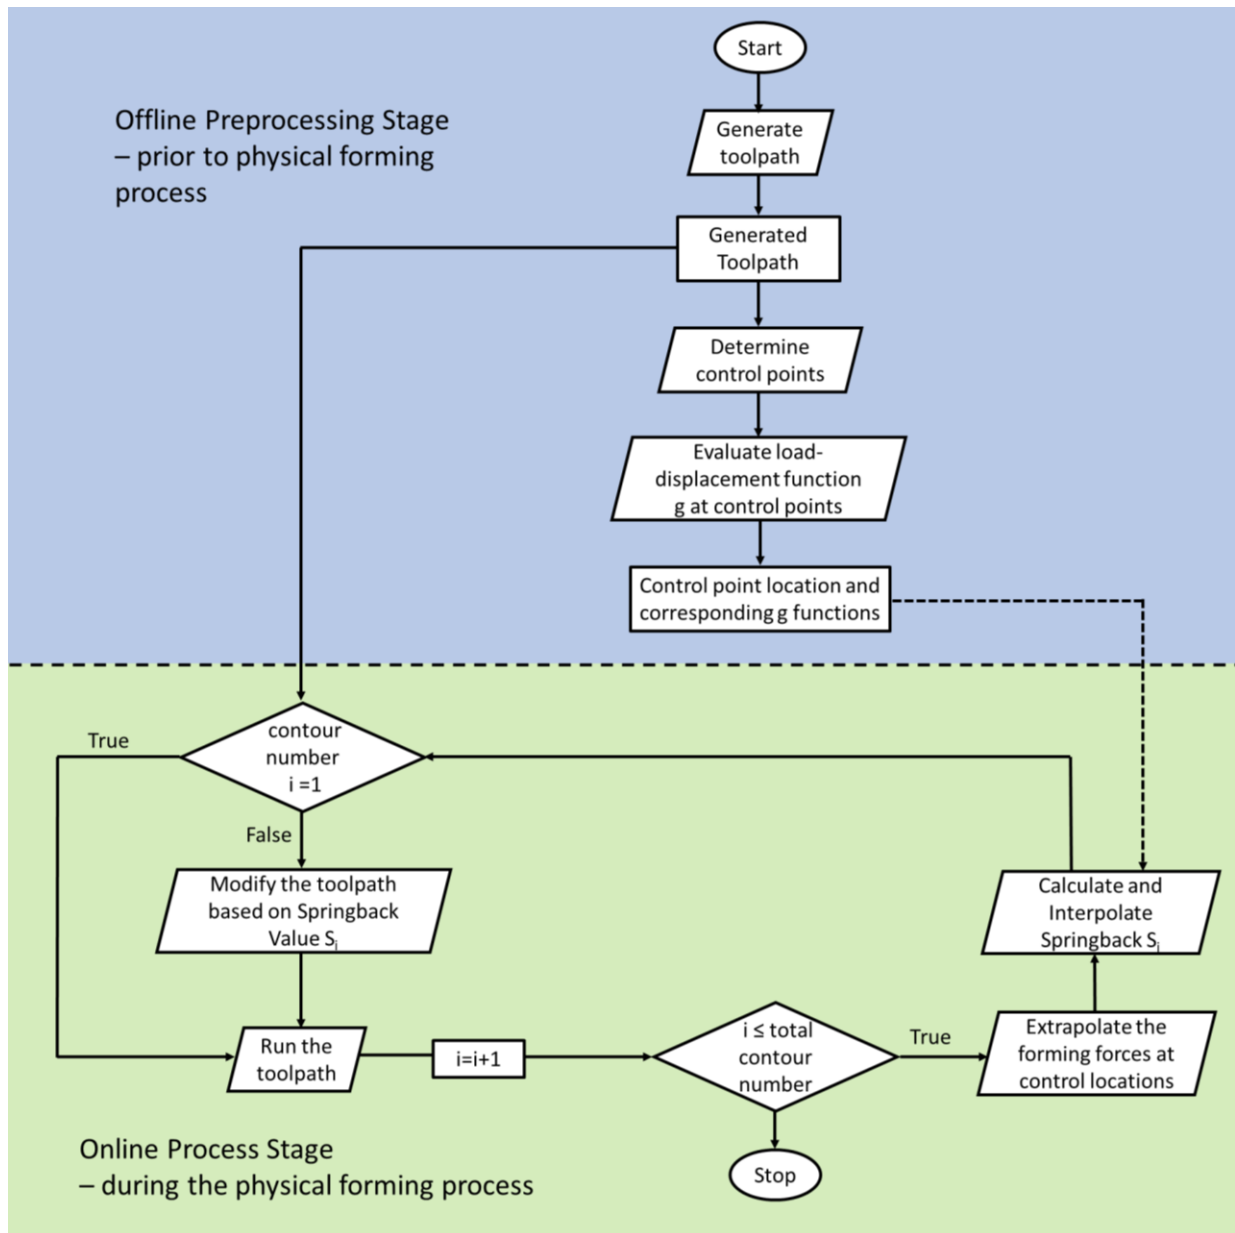 Start
Offline Preprocessing Stage
– prior to physical forming
process
Generate
toolpath
Generated
Toolpath
Determine
control points
Evaluate load-
displacement function
g at control points
Control point location and
corresponding g functions
contour
number
i =1
True
False
Modify the toolpath
based on Springback
Value Sᵢ
Calculate and
Interpolate
Springback Sᵢ
Run the
toolpath
i=i+1
i ≤ total
contour
number
True
Extrapolate the
forming forces at
control locations
Stop
Online Process Stage
– during the physical forming process